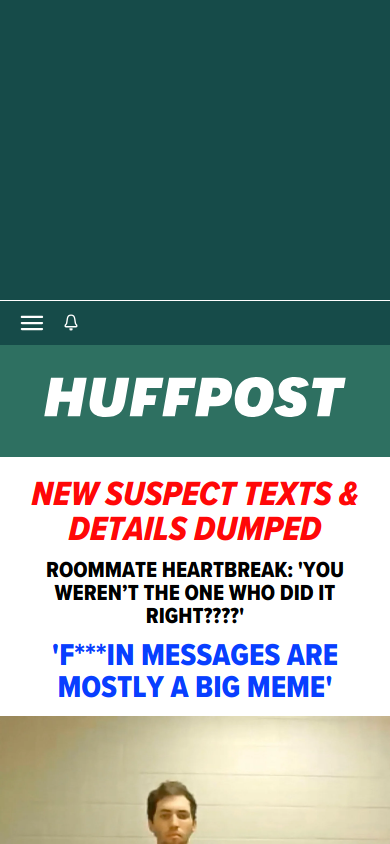 HUFFPOST
NEW SUSPECT TEXTS &
DETAILS DUMPED
ROOMMATE HEARTBREAK: 'YOU
WEREN’T THE ONE WHO DID IT
RIGHT????'
'F***IN MESSAGES ARE
MOSTLY A BIG MEME'